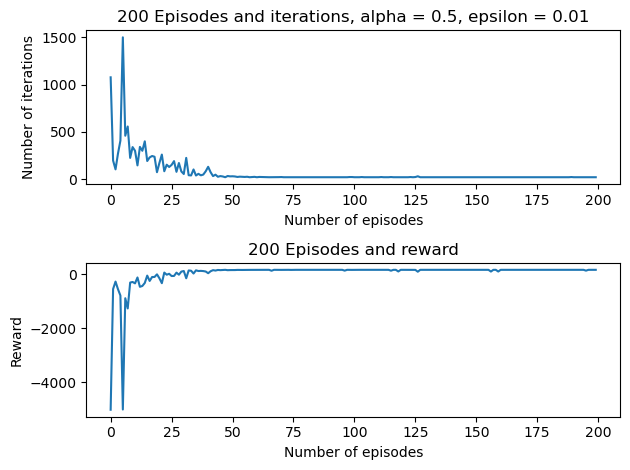 200 Episodes and iterations, alpha = 0.5, epsilon = 0.01
1500
1000
500
0
Number of iterations
0 25 50 75 100 125 150 175 200
Number of episodes
200 Episodes and reward
0
−2000
−4000
Reward
0 25 50 75 100 125 150 175 200
Number of episodes